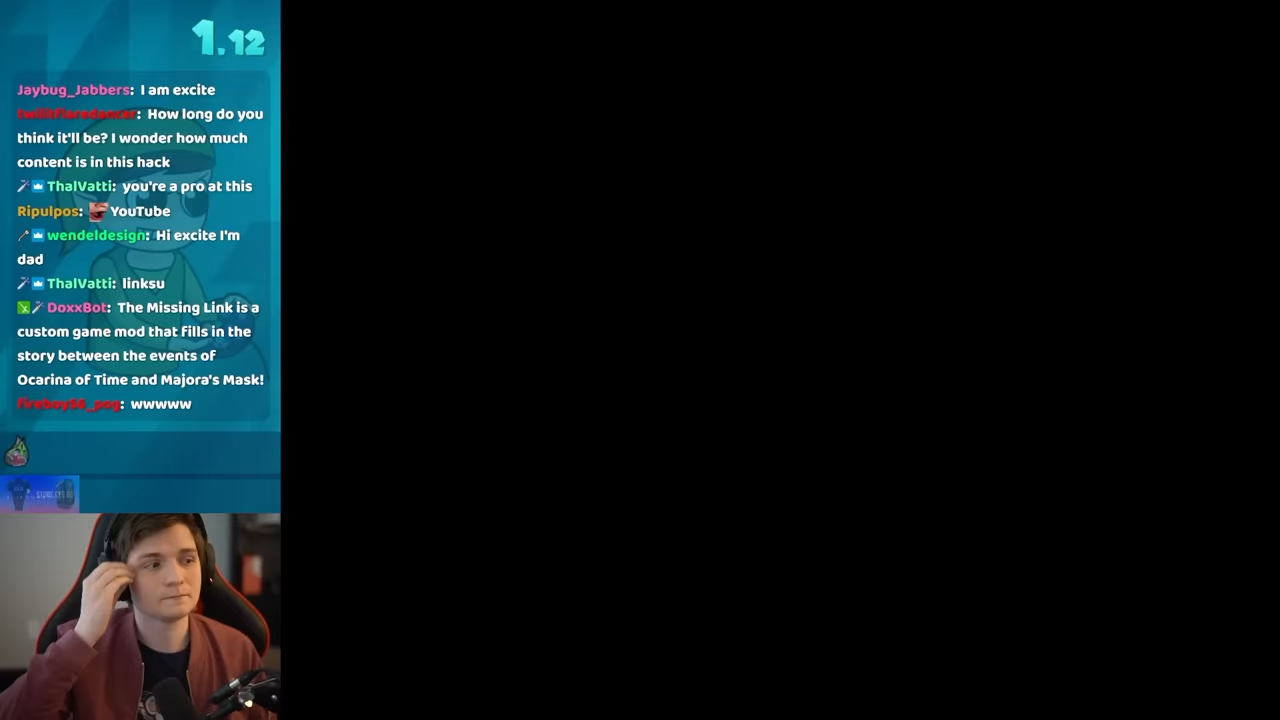 1.12
Jaybug_Jabbers: I am excite
twilitflaredancer: How long do you
think it'll be? I wonder how much
content is in this hack
ThalVatti: you're a pro at this
Ripulpos: YouTube
wendeldesign: Hi excite I'm
dad
ThalVatti: linksu
DoxxBot: The Missing Link is a
custom game mod that fills in the
story between the events of
Ocarina of Time and Majora's Mask!
fireboy56_pog: wwwww